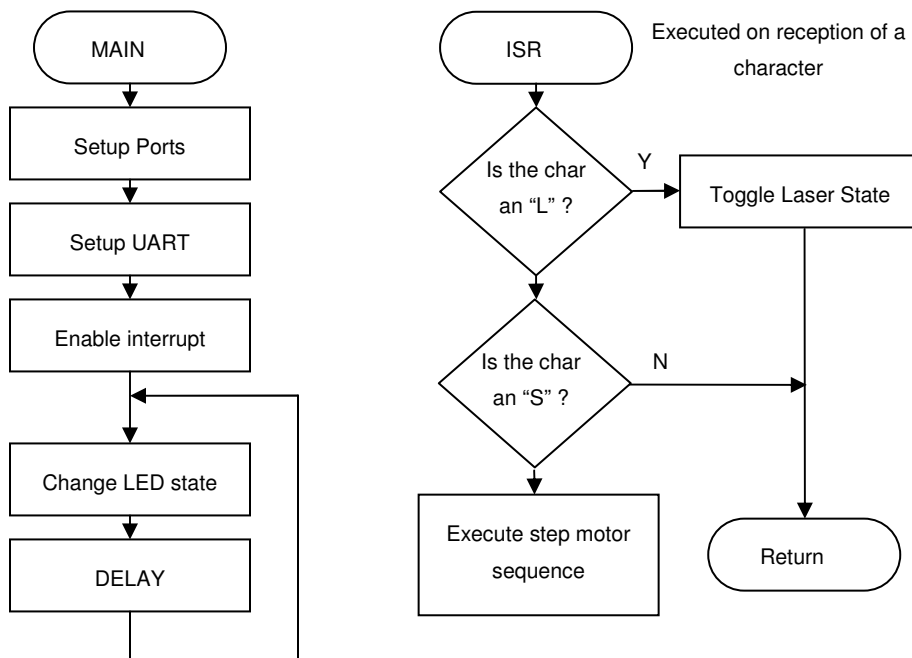 MAIN
Setup Ports
Setup UART
Enable interrupt
Change LED state
DELAY
ISR
Executed on reception of a
character
Is the char
an “L” ?
Y
Toggle Laser State
Is the char
an “S” ?
N
Execute step motor
sequence
Return